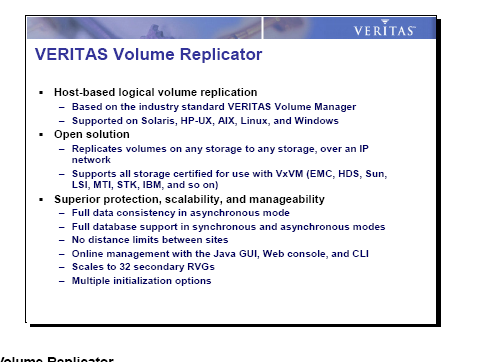 VERITAS™
VERITAS Volume Replicator
▪ Host-based logical volume replication
– Based on the industry standard VERITAS Volume Manager
– Supported on Solaris, HP-UX, AIX, Linux, and Windows
▪ Open solution
– Replicates volumes on any storage to any storage, over an IP
network
– Supports all storage certified for use with VxVM (EMC, HDS, Sun,
LSI, MTI, STK, IBM, and so on)
▪ Superior protection, scalability, and manageability
– Full data consistency in asynchronous mode
– Full database support in synchronous and asynchronous modes
– No distance limits between sites
– Online management with the Java GUI, Web console, and CLI
– Scales to 32 secondary RVGs
– Multiple initialization options
Volume Replicator